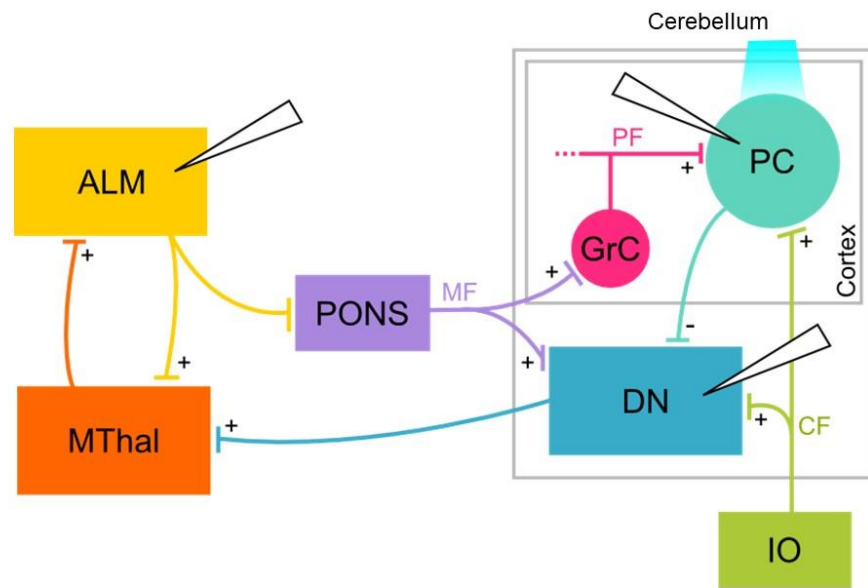 Cerebellum
PF
+
PC
ALM
GrC
+
Cortex
+
MF
+
PONS
-
+
+
DN
MThal
+
+
CF
IO